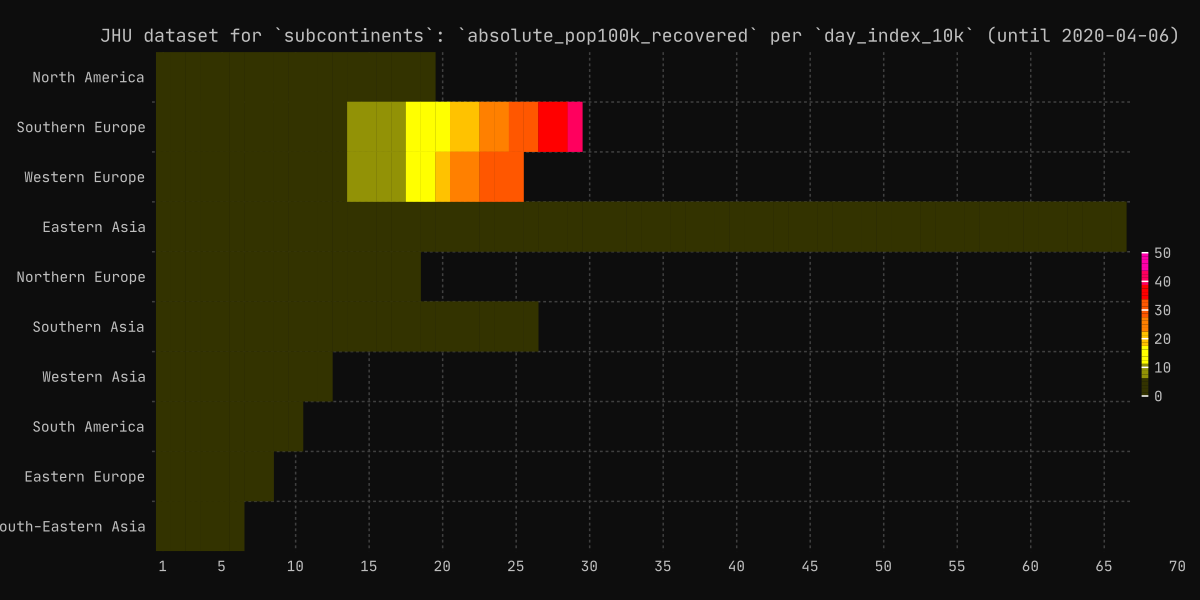 JHU dataset for `subcontinents`: `absolute_pop100k_recovered` per `day_index_10k` (until 2020-04-06)
North America
Southern Europe
Western Europe
Eastern Asia
Northern Europe
Southern Asia
Western Asia
South America
Eastern Europe
outh-Eastern Asia
50
40
30
20
10
0
1 5 10 15 20 25 30 35 40 45 50 55 60 65 70